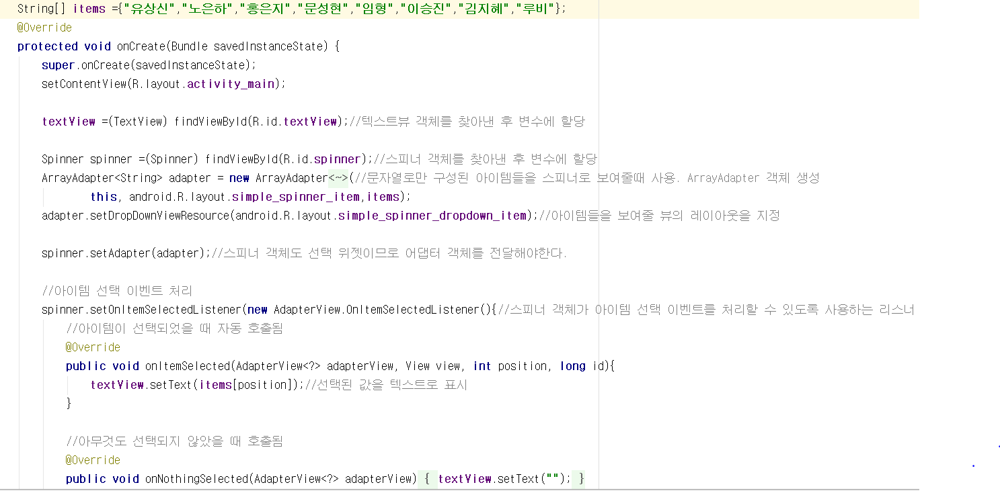 String[] items ={"유상신","노은하","홍은지","문성현","임형","이승진","김지혜","루비"};
@Override
protected void onCreate(Bundle savedInstanceState) {
super.onCreate(savedInstanceState);
setContentView(R.layout.activity_main);
textView =(TextView) findViewById(R.id.textView);//텍스트뷰 객체를 찾아낸 후 변수에 할당
Spinner spinner =(Spinner) findViewById(R.id.spinner);//스피너 객체를 찾아낸 후 변수에 할당
ArrayAdapter<String> adapter = new ArrayAdapter<~>(//문자열로만 구성된 아이템들을 스피너로 보여줄때 사용. ArrayAdapter 객체 생성
this, android.R.layout.simple_spinner_item,items);
adapter.setDropDownViewResource(android.R.layout.simple_spinner_dropdown_item);//아이템들을 보여줄 뷰의 레이아웃을 지정
spinner.setAdapter(adapter);//스피너 객체도 선택 위젯이므로 어댑터 객체를 전달해야한다.
//아이템 선택 이벤트 처리
spinner.setOnItemSelectedListener(new AdapterView.OnItemSelectedListener(){//스피너 객체가 아이템 선택 이벤트를 처리할 수 있도록 사용하는 리스너
//아이템이 선택되었을 때 자동 호출됨
@Override
public void onItemSelected(AdapterView<?> adapterView, View view, int position, long id){
textView.setText(items[position]);//선택된 값을 텍스트로 표시
}
//아무것도 선택되지 않았을 때 호출됨
@Override
public void onNothingSelected(AdapterView<?> adapterView) { textView.setText(""); }